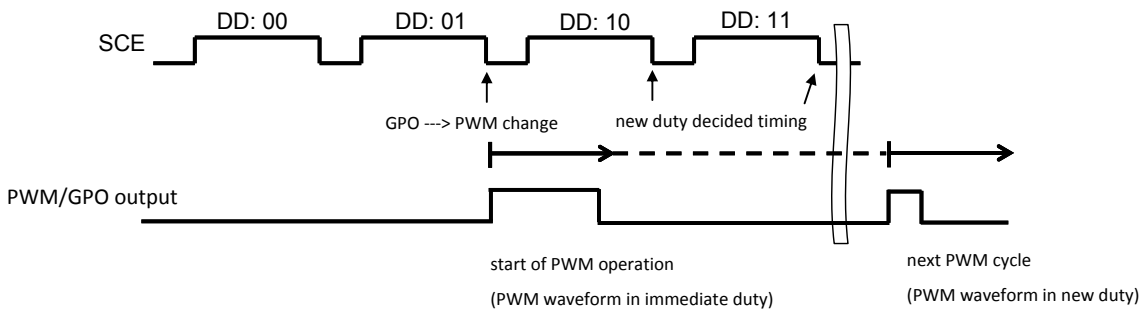 DD: 00 DD: 01 DD: 10 DD: 11
SCE
GPO ---> PWM change new duty decided timing
PWM/GPO output
start of PWM operation next PWM cycle
(PWM waveform in immediate duty) (PWM waveform in new duty)